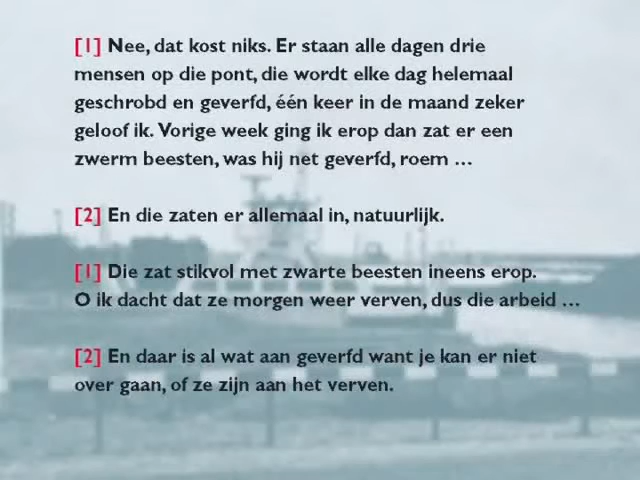 [1] Nee, dat kost niks. Er staan alle dagen drie
mensen op die pont, die wordt elke dag helemaal
geschrobd en geverfd, één keer in de maand zeker
geloof ik. Vorige week ging ik erop dan zat er een
zwerm beesten, was hij net geverfd, roem ...
[2] En die zaten er allemaal in, natuurlijk.
[1] Die zat stikvol met zwarte beesten ineens erop.
O ik dacht dat ze morgen weer verven, dus die arbeid ...
[2] En daar is al wat aan geverfd want je kan er niet
over gaan, of ze zijn aan het verven.